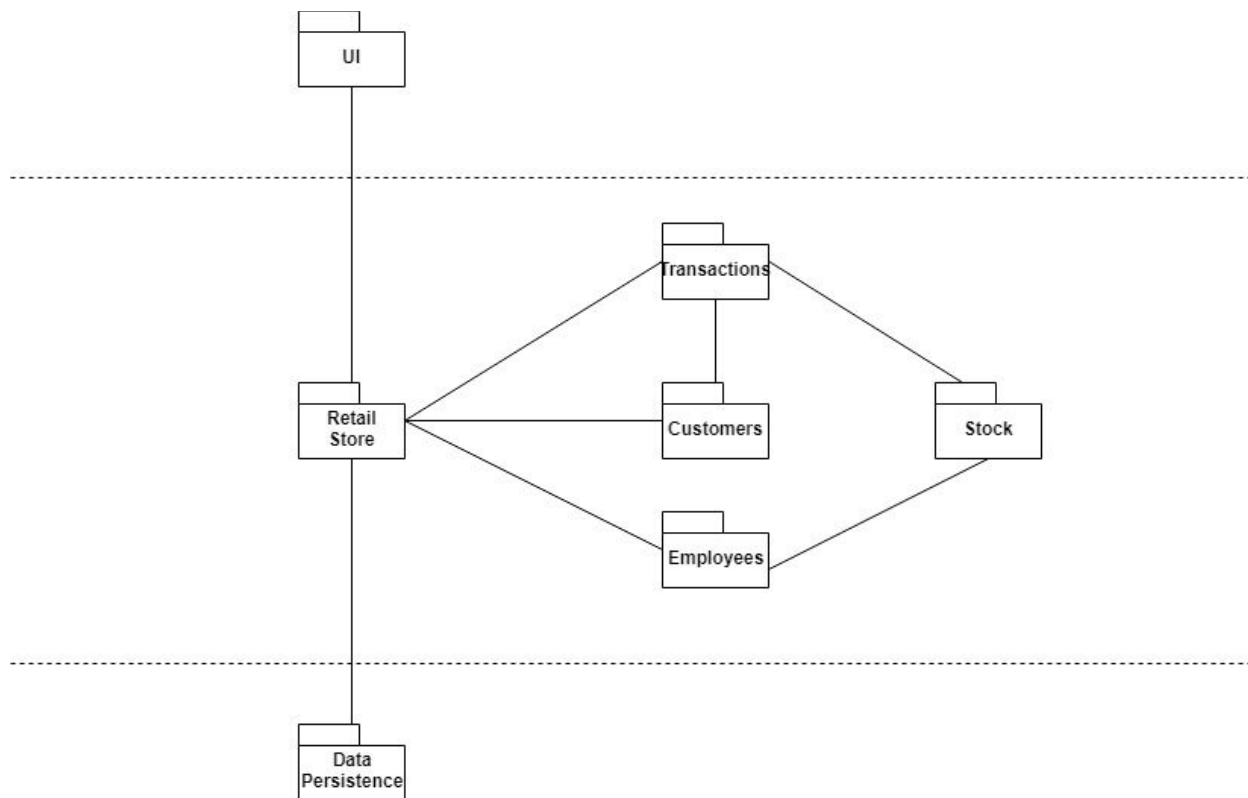 UI
Transactions
Retail
Store
Customers
Stock
Employees
Data
Persistence